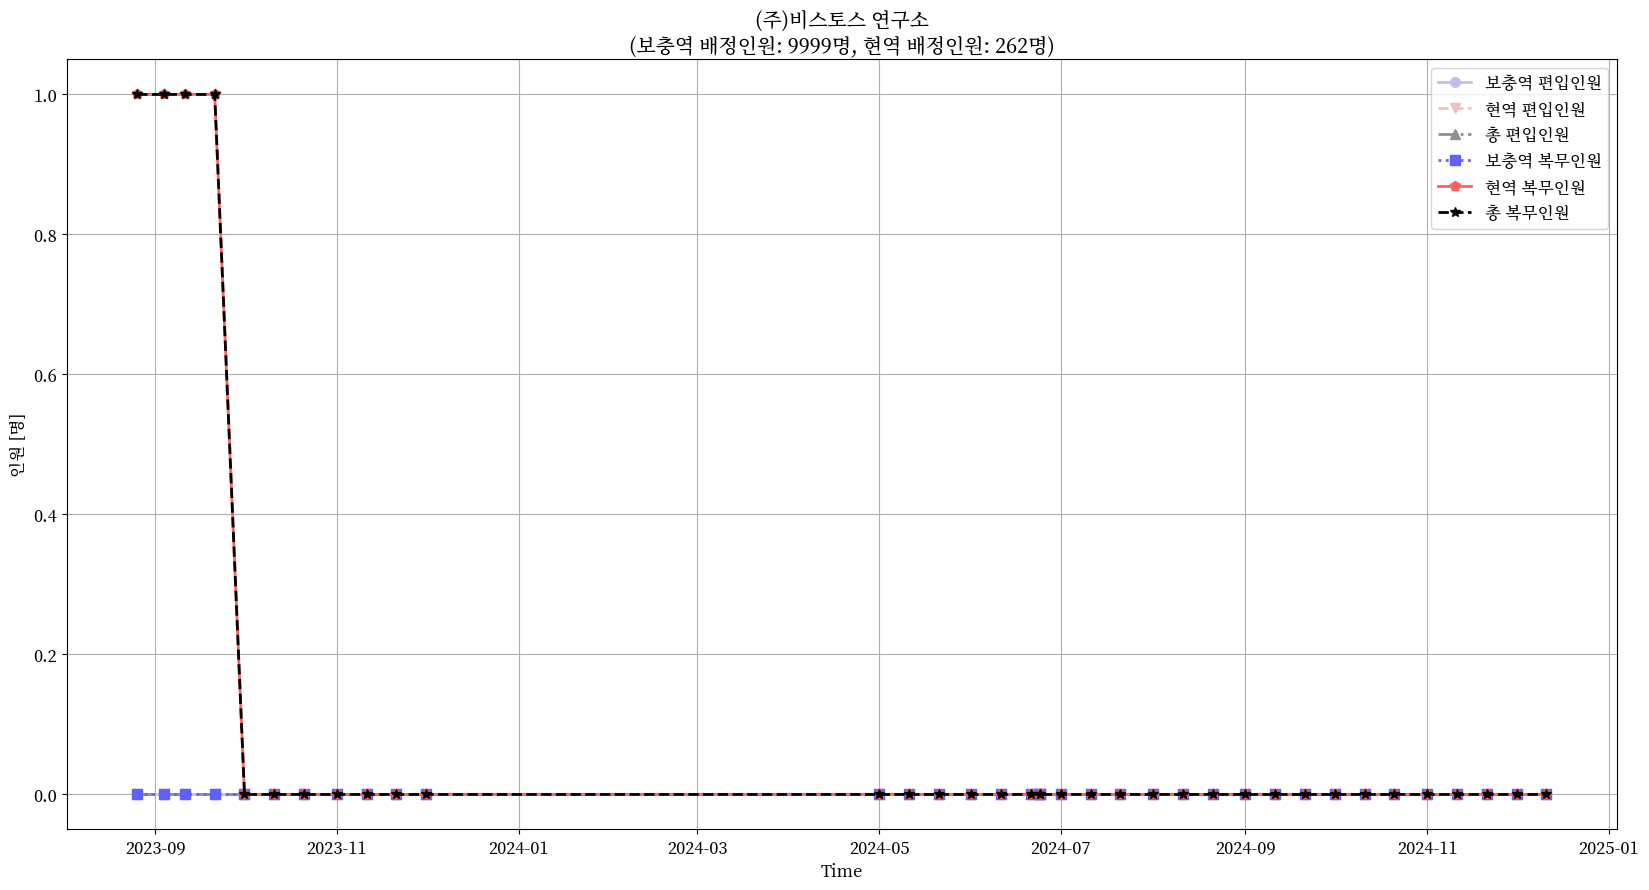 (주)비스토스 연구소
(보충역 배정인원: 9999명, 현역 배정인원: 262명)
보충역 편입인원
현역 편입인원
총 편입인원
보충역 복무인원
현역 복무인원
총 복무인원
인원 [명]
1.0
0.8
0.6
0.4
0.2
0.0
2023-09 2023-11 2024-01 2024-03 2024-05 2024-07 2024-09 2024-11 2025-01
Time